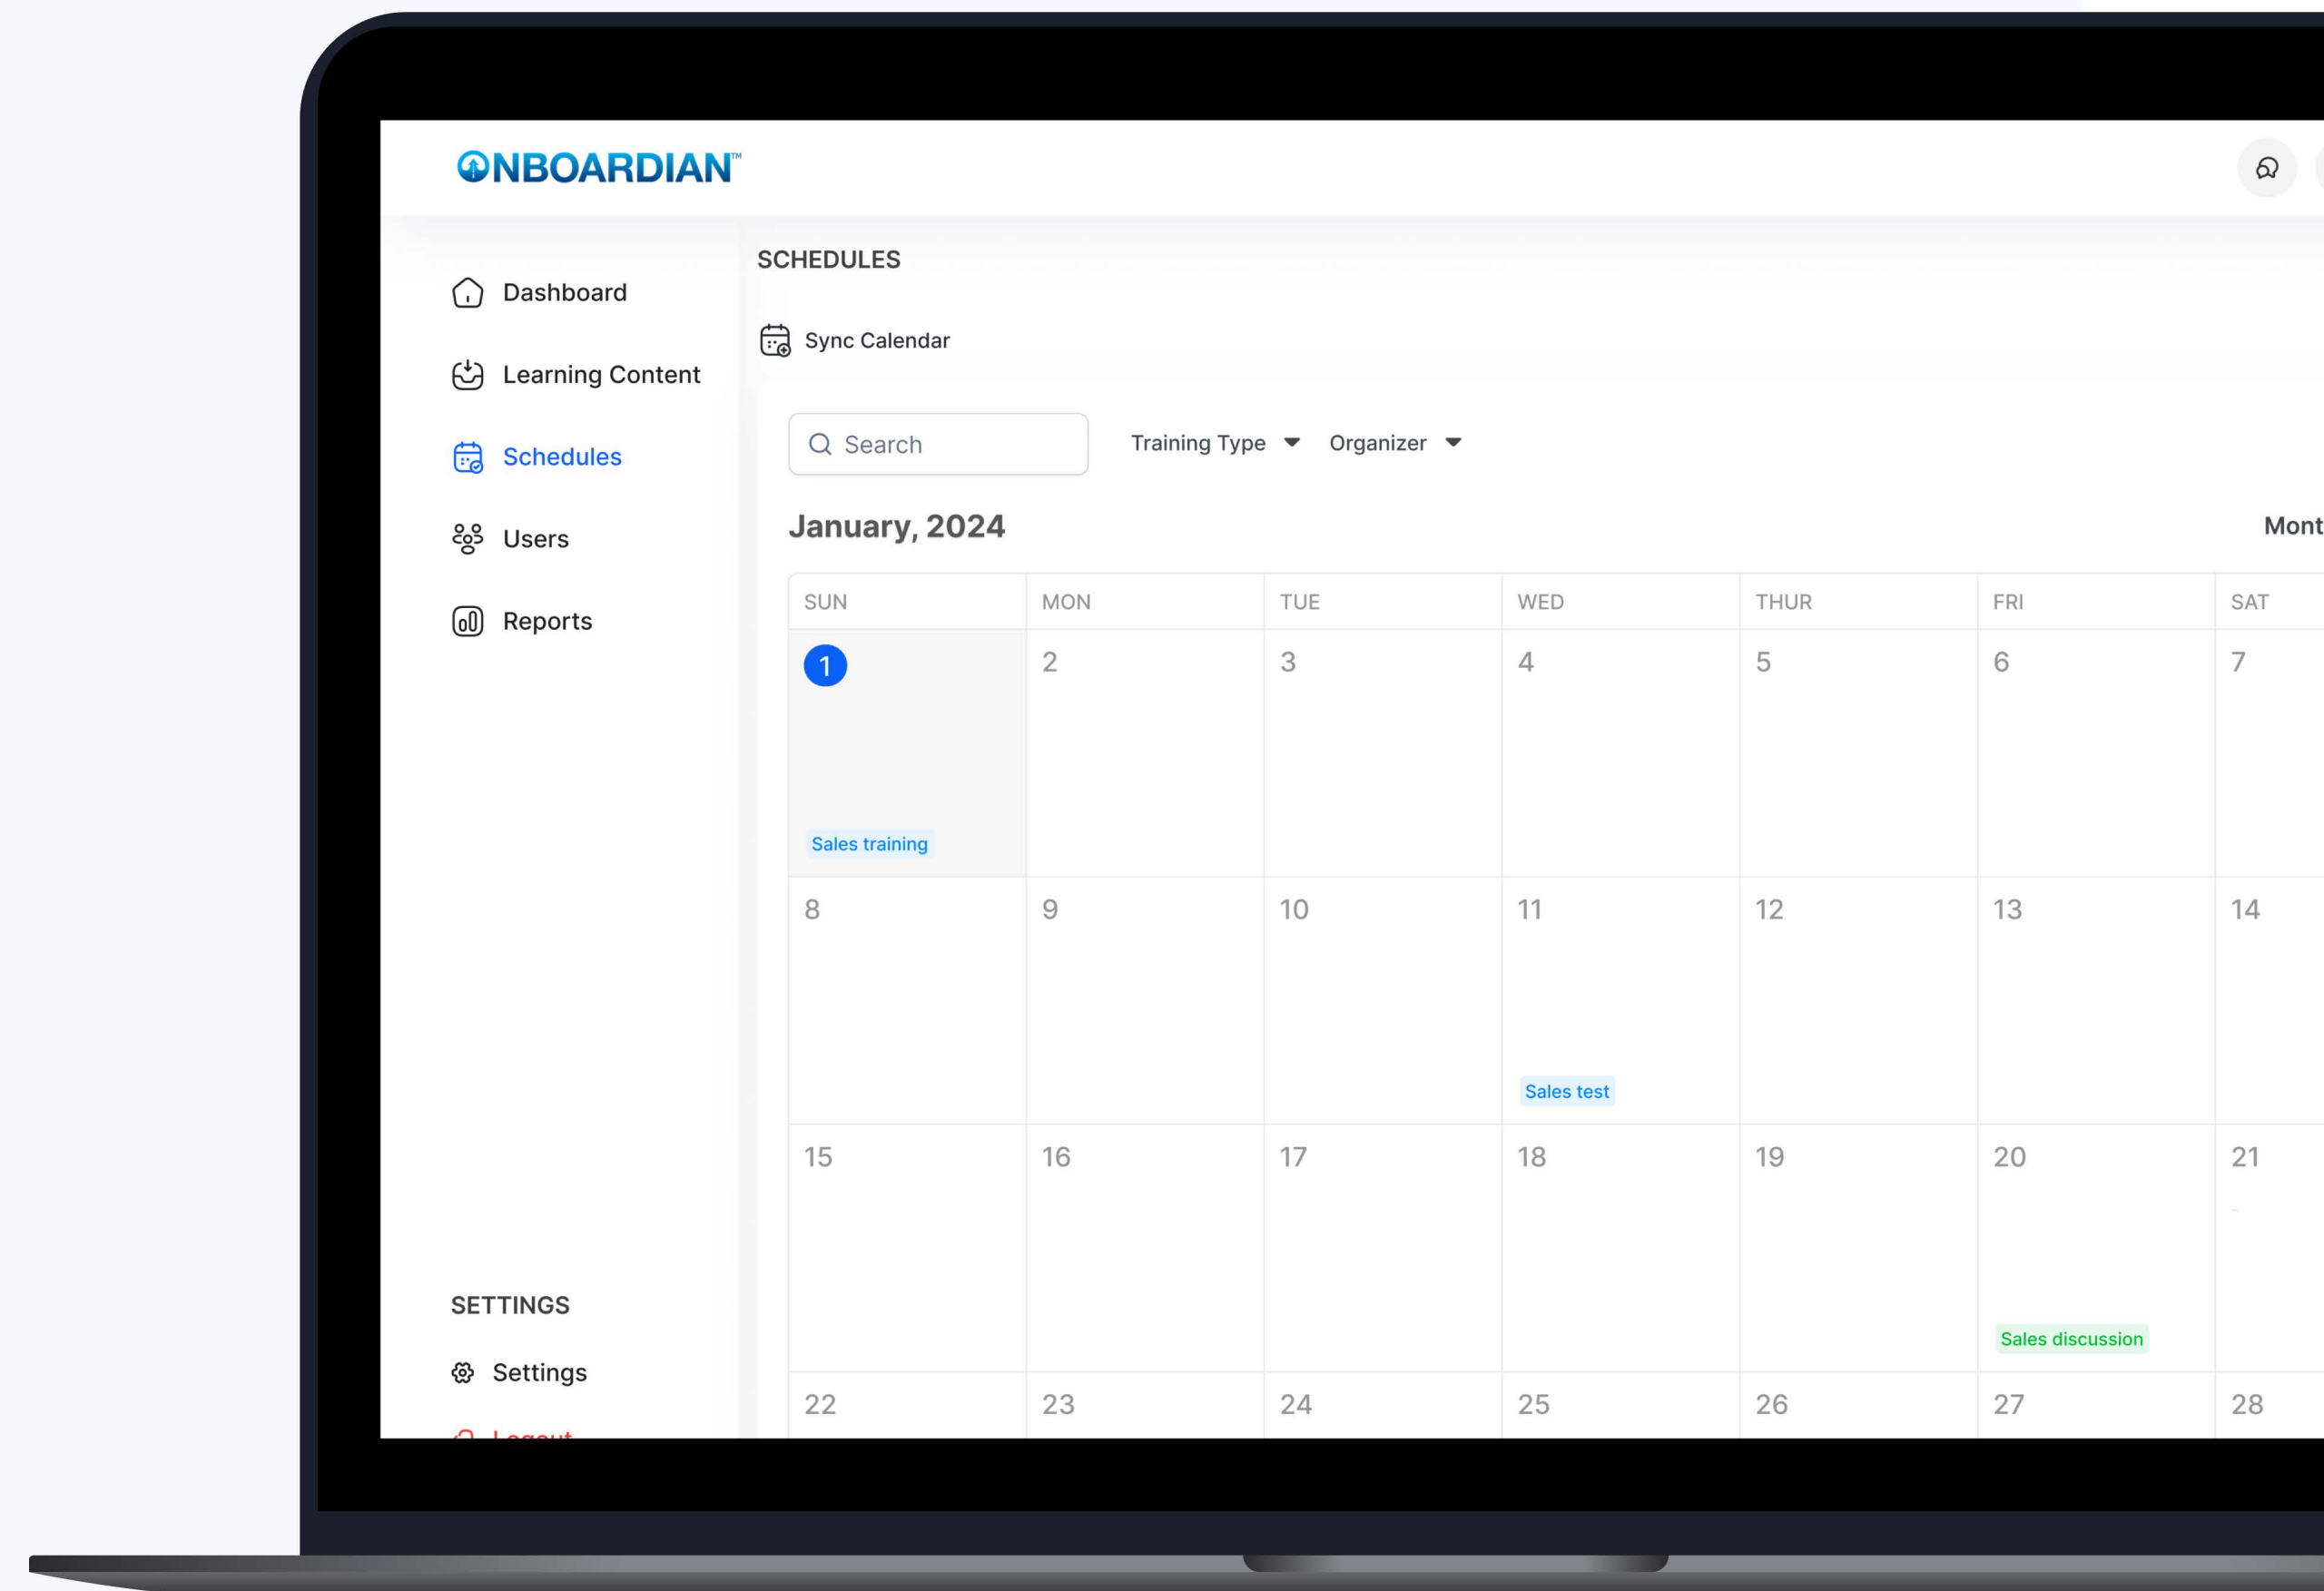 ONBOARDIAN™
Dashboard
Learning Content
Schedules
Users
Reports
SETTINGS
Settings
Logout
SCHEDULES
Sync Calendar
Search
Training Type
Organizer
January, 2024
Mont
SUN MON TUE WED THUR FRI SAT
1 2 3 4 5 6 7
Sales training
8 9 10 11 12 13 14
Sales test
15 16 17 18 19 20 21
Sales discussion
22 23 24 25 26 27 28